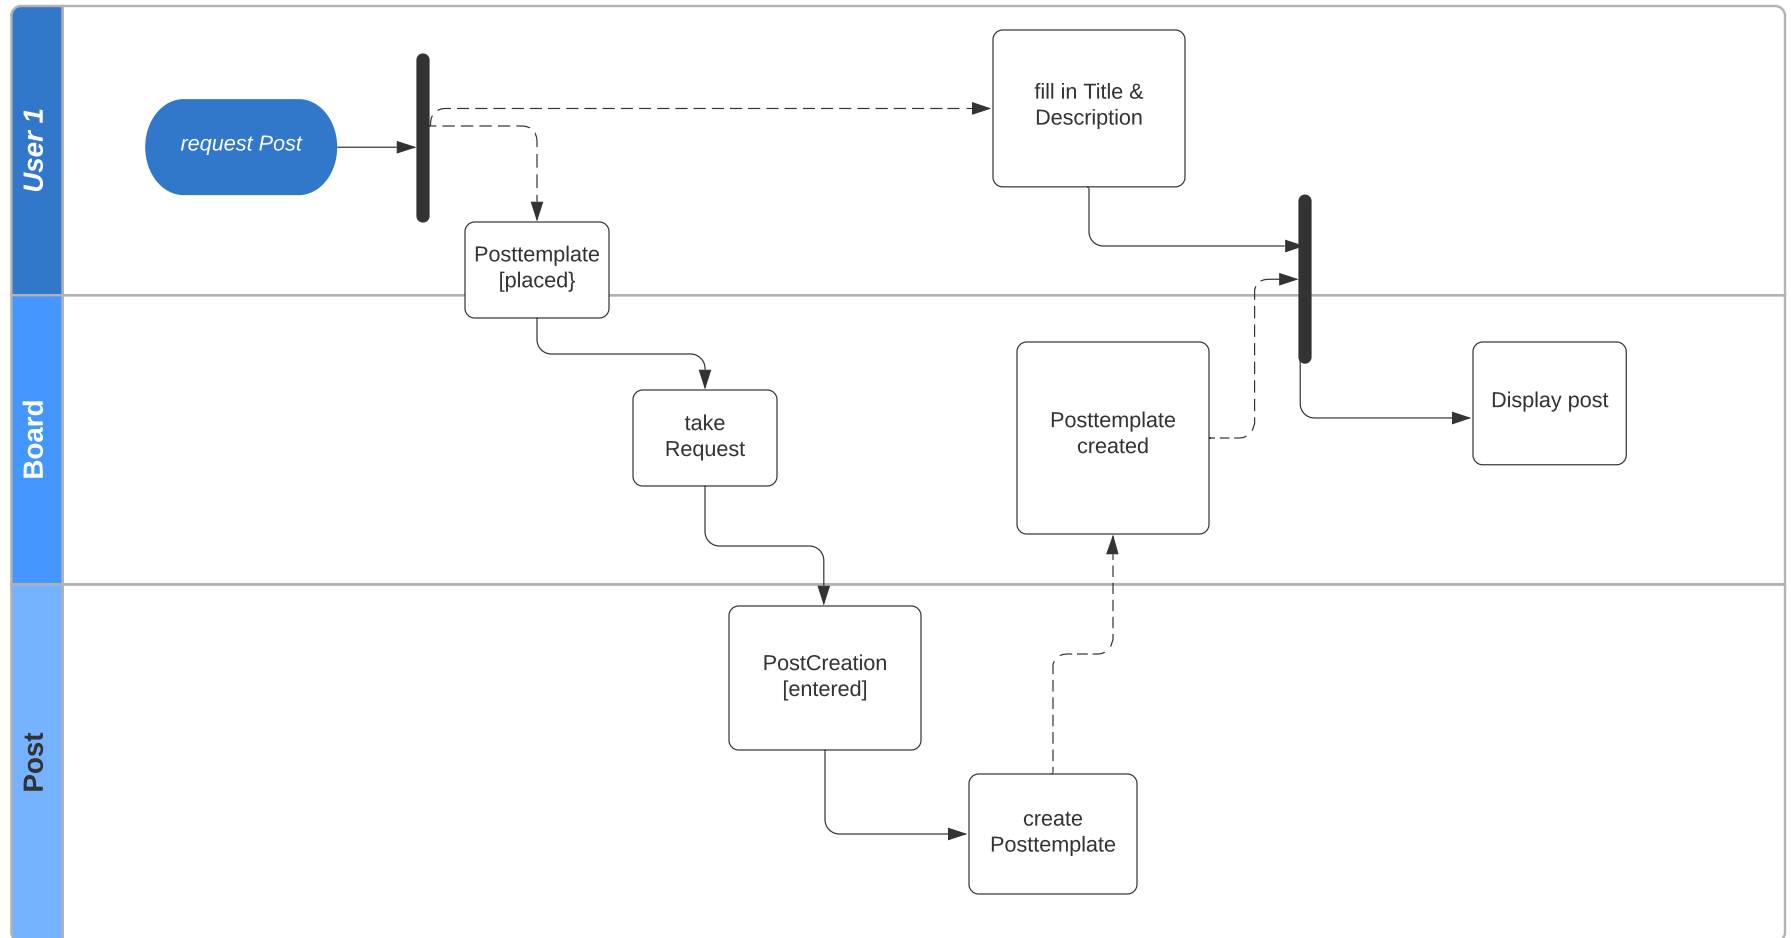 User 1
request Post
fill in Title &
Description
Posttemplate
[placed}
Board
take
Request
Posttemplate
created
Display post
Post
PostCreation
[entered]
create
Posttemplate